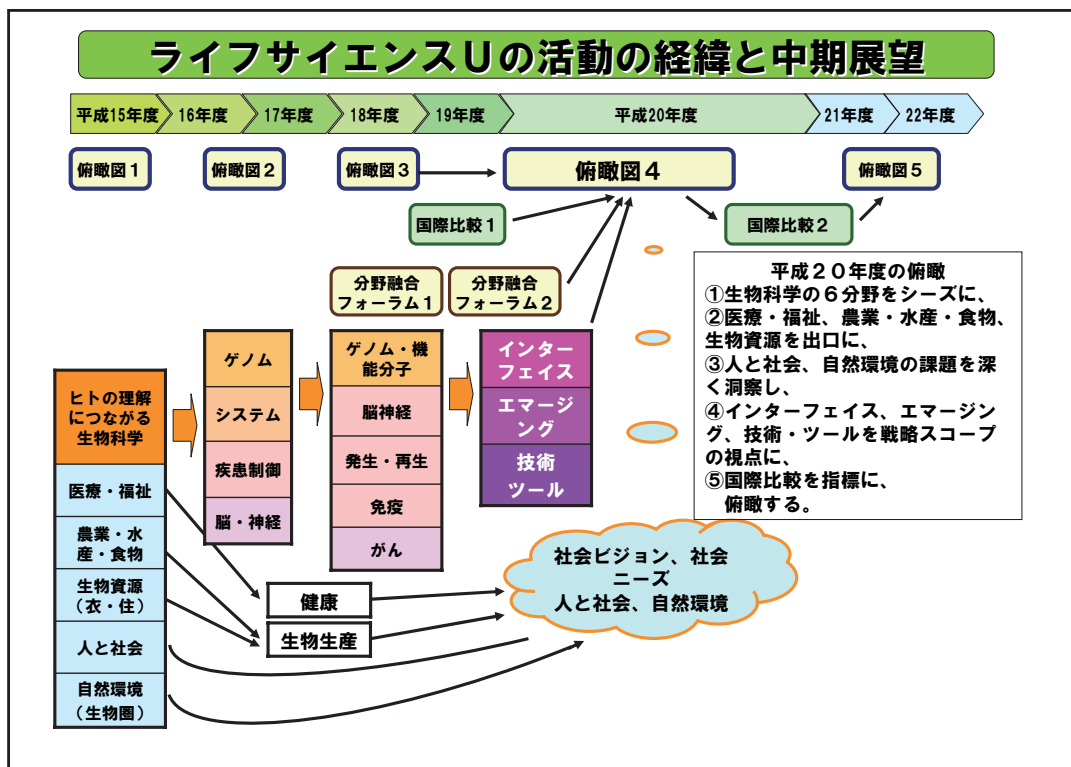 ライフサイエンスUの活動の経緯と中期展望
平成15年度
16年度
17年度
18年度
19年度
平成20年度
21年度
22年度
俯瞰図1
俯瞰図2
俯瞰図3
俯瞰図4
俯瞰図5
国際比較1
国際比較2
分野融合
フォーラム1
分野融合
フォーラム2
平成２０年度の俯瞰
①生物科学の６分野をシーズに、
②医療・福祉、農業・水産・食物、
生物資源を出口に、
③人と社会、自然環境の課題を深
く洞察し、
④インターフェイス、エマージン
グ、技術・ツールを戦略スコープ
の視点に、
⑤国際比較を指標に、
俯瞰する。
ヒトの理解
につながる
生物科学
医療・福祉
農業・水
産・食物
生物資源
（衣・住）
人と社会
自然環境
（生物圏）
ゲノム
システム
疾患制御
脳・神経
ゲノム・機
能分子
脳神経
発生・再生
免疫
がん
インター
フェイス
エマージ
ング
技術
ツール
健康
生物生産
社会ビジョン、社会
ニーズ
人と社会、自然環境